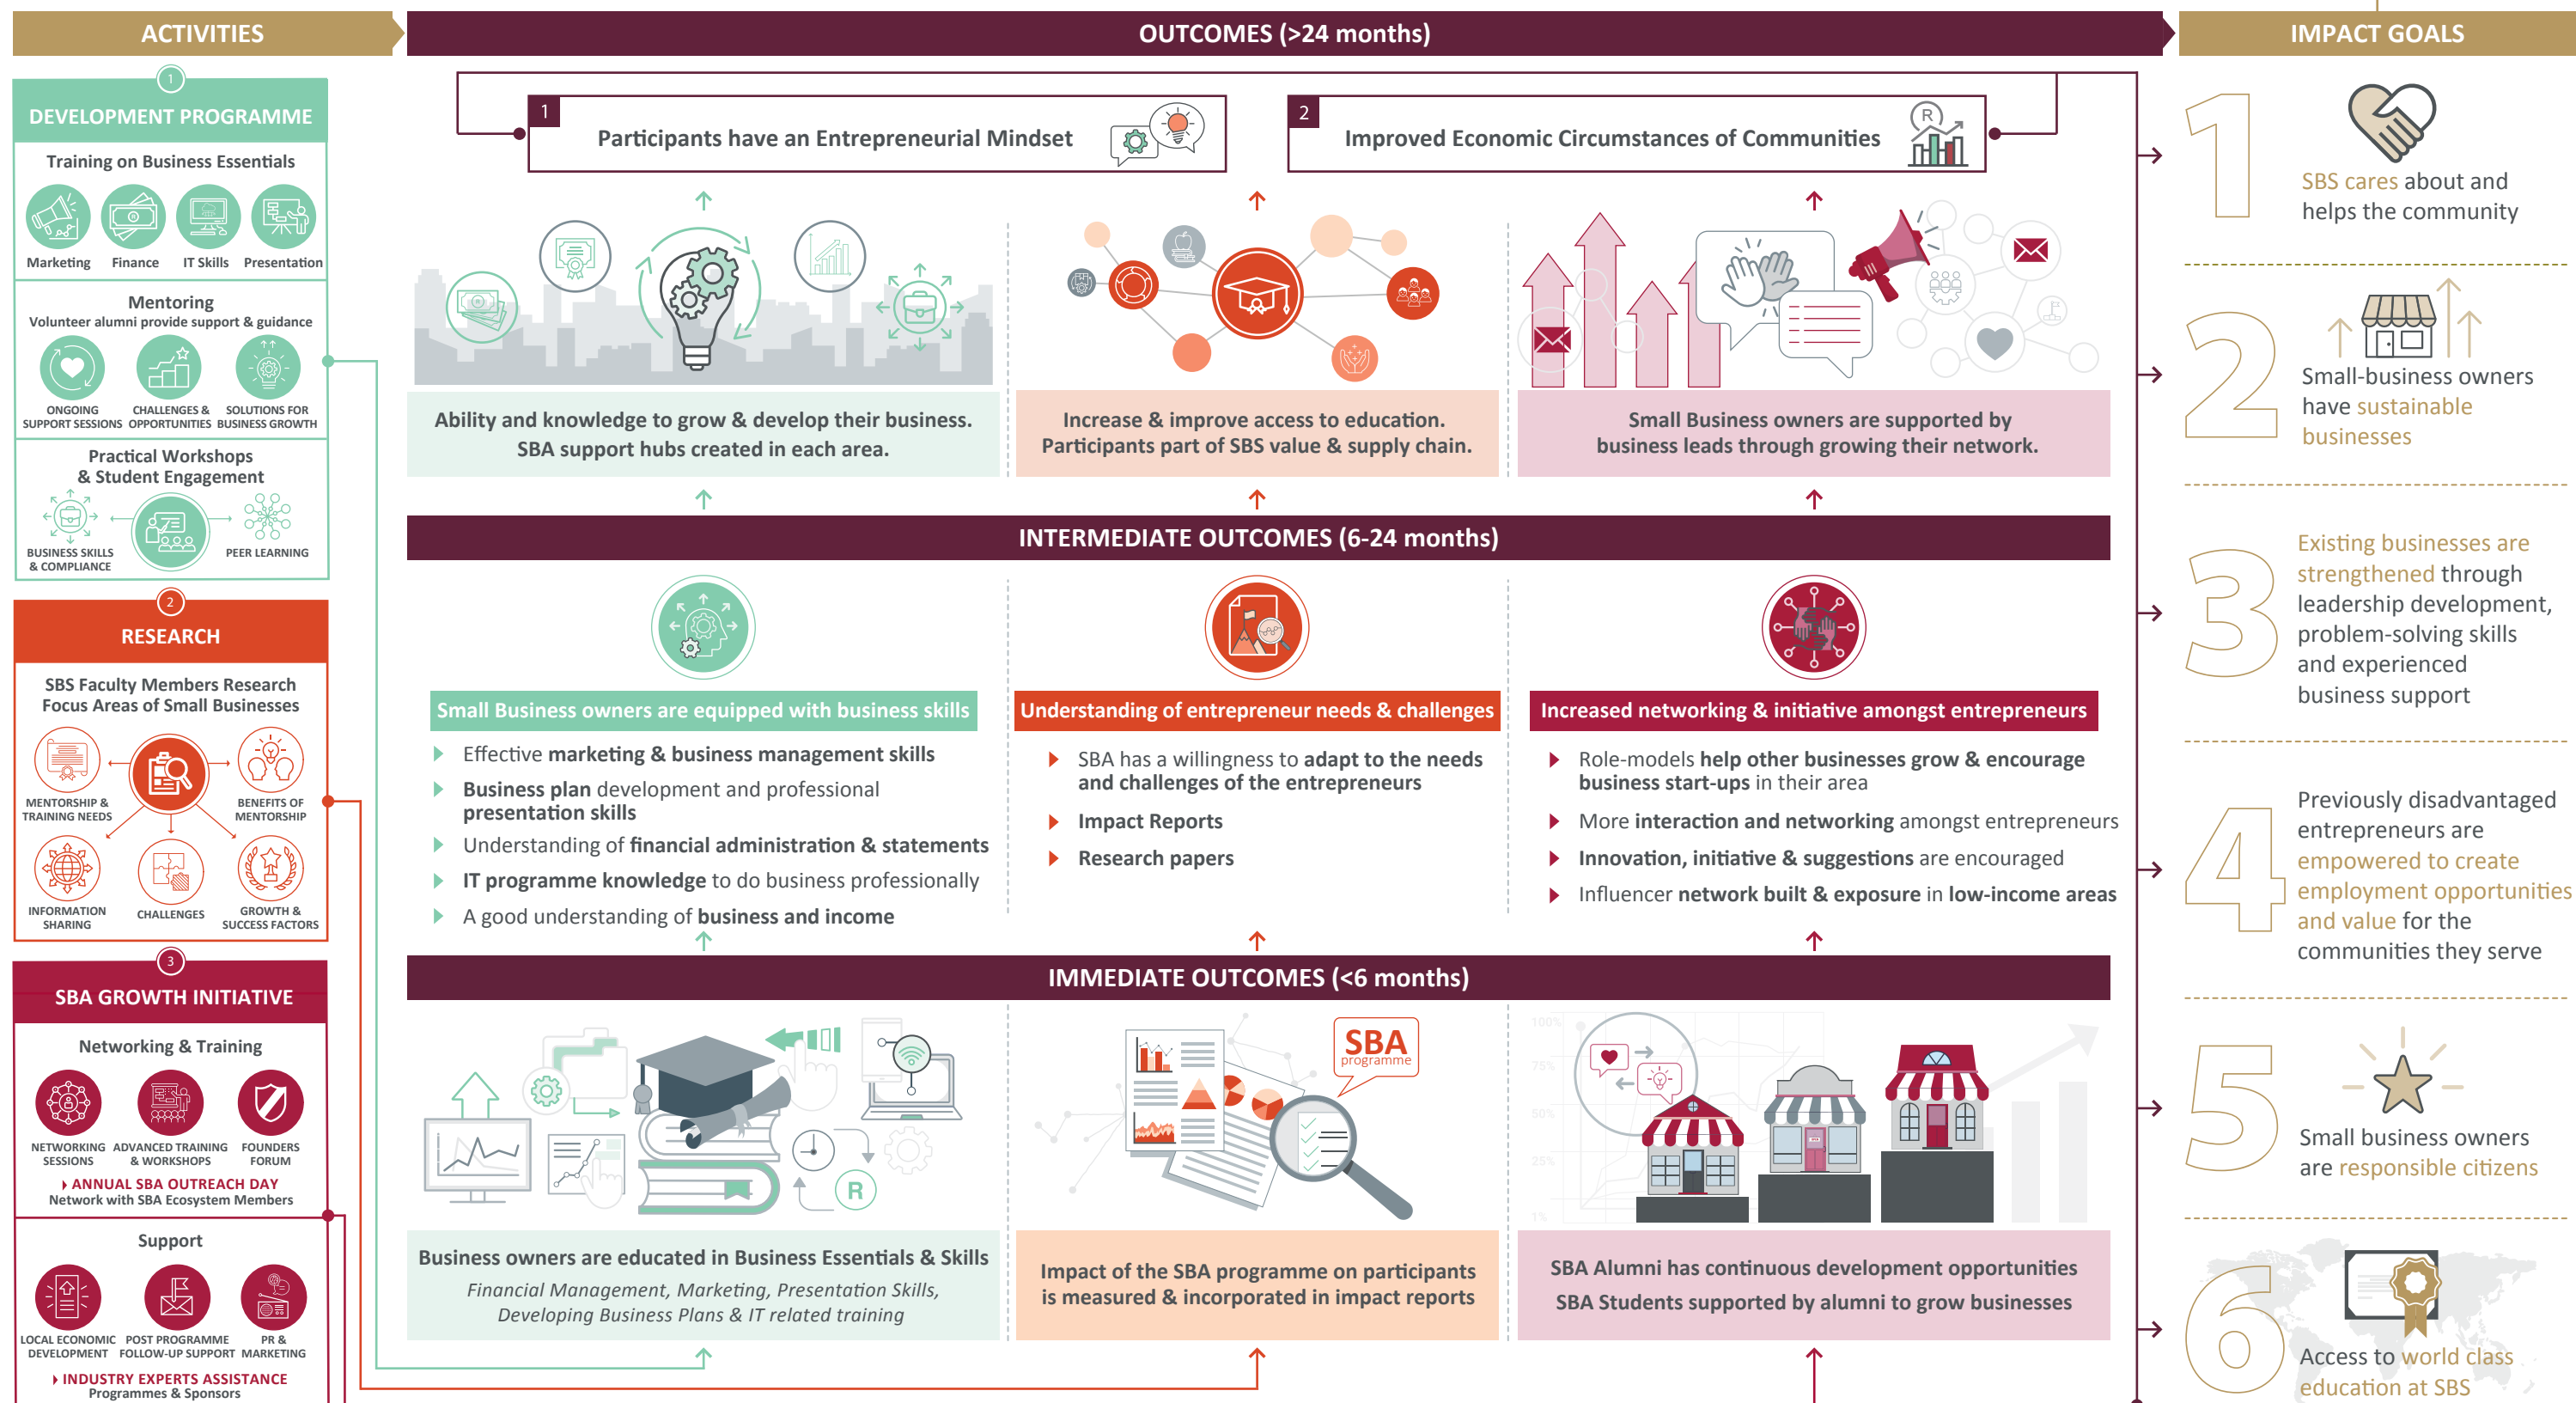 ACTIVITIES
1
DEVELOPMENT PROGRAMME
Training on Business Essentials
Marketing
Finance
IT Skills
Presentation
Mentoring
Volunteer alumni provide support & guidance
ONGOING
SUPPORT SESSIONS
CHALLENGES &
OPPORTUNITIES
SOLUTIONS FOR
BUSINESS GROWTH
Practical Workshops
& Student Engagement
BUSINESS SKILLS
& COMPLIANCE
PEER LEARNING
2
RESEARCH
SBS Faculty Members Research
Focus Areas of Small Businesses
MENTORSHIP &
TRAINING NEEDS
BENEFITS OF
MENTORSHIP
INFORMATION
SHARING
CHALLENGES
GROWTH &
SUCCESS FACTORS
3
SBA GROWTH INITIATIVE
Networking & Training
NETWORKING
SESSIONS
ADVANCED TRAINING
& WORKSHOPS
FOUNDERS
FORUM
ANNUAL SBA OUTREACH DAY
Network with SBA Ecosystem Members
Support
LOCAL ECONOMIC
DEVELOPMENT
POST PROGRAMME
FOLLOW-UP SUPPORT
PR &
MARKETING
INDUSTRY EXPERTS ASSISTANCE
Programmes & Sponsors
OUTCOMES (>24 months)
1
Participants have an Entrepreneurial Mindset
2
Improved Economic Circumstances of Communities
R
Ability and knowledge to grow & develop their business.
SBA support hubs created in each area.
Increase & improve access to education.
Participants part of SBS value & supply chain.
Small Business owners are supported by
business leads through growing their network.
INTERMEDIATE OUTCOMES (6-24 months)
Small Business owners are equipped with business skills
Effective marketing & business management skills
Business plan development and professional
presentation skills
Understanding of financial administration & statements
IT programme knowledge to do business professionally
A good understanding of business and income
Understanding of entrepreneur needs & challenges
SBA has a willingness to adapt to the needs
and challenges of the entrepreneurs
Impact Reports
Research papers
Increased networking & initiative amongst entrepreneurs
Role-models help other businesses grow & encourage
business start-ups in their area
More interaction and networking amongst entrepreneurs
Innovation, initiative & suggestions are encouraged
Influencer network built & exposure in low-income areas
IMMEDIATE OUTCOMES (<6 months)
R
SBA
programme
100%
75%
50%
25%
1%
Business owners are educated in Business Essentials & Skills
Financial Management, Marketing, Presentation Skills,
Developing Business Plans & IT related training
Impact of the SBA programme on participants
is measured & incorporated in impact reports
SBA Alumni has continuous development opportunities
SBA Students supported by alumni to grow businesses
IMPACT GOALS
1
SBS cares about and
helps the community
2
Small-business owners
have sustainable
businesses
3
Existing businesses are
strengthened through
leadership development,
problem-solving skills
and experienced
business support
4
Previously disadvantaged
entrepreneurs are
empowered to create
employment opportunities
and value for the
communities they serve
5
Small business owners
are responsible citizens
6
Access to world class
education at SBS